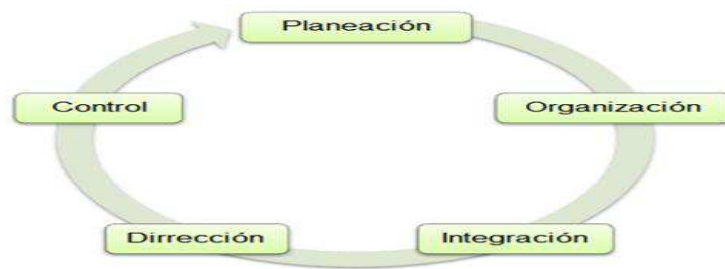 Planeación
Organización
Integración
Dirrección
Control